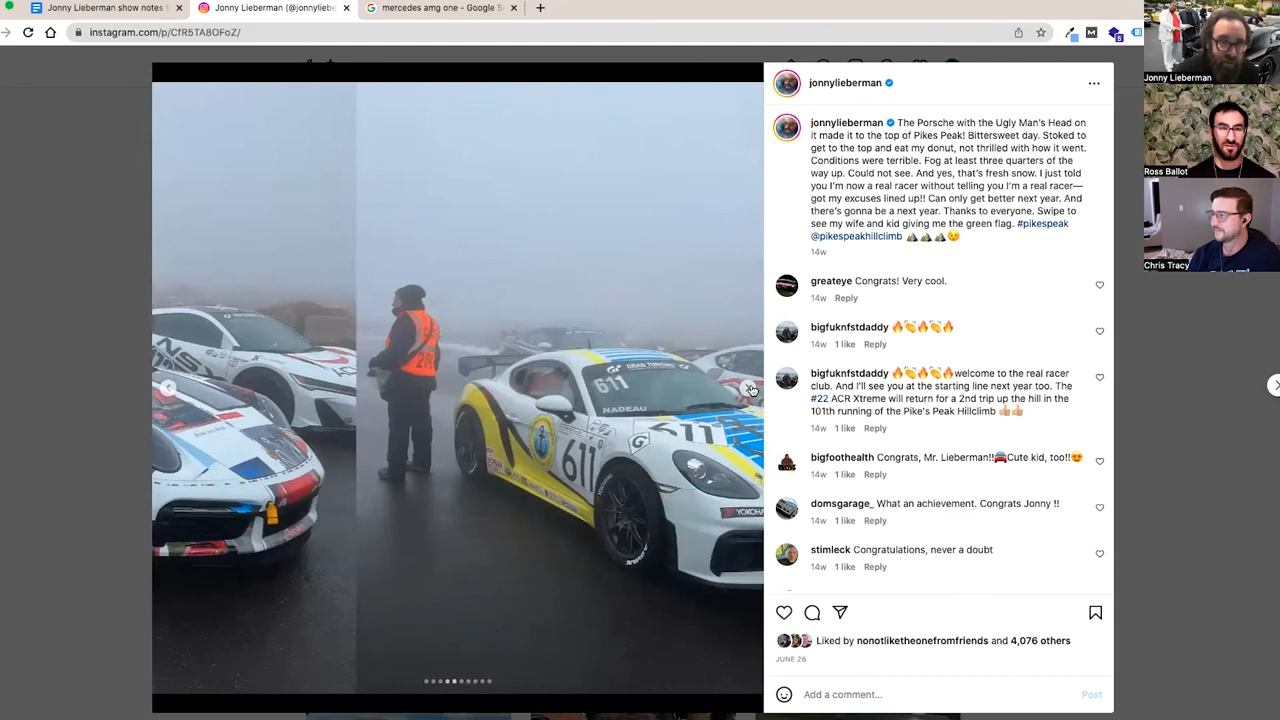 Jonny Lieberman show notes
Jonny Lieberman (@jonnyliebe
mercedes amg one - Google S
instagram.com/p/CfR5TA8OFoZ/
jonnylieberman
jonnylieberman The Porsche with the Ugly Man's Head on
it made it to the top of Pikes Peak! Bittersweet day. Stoked to
get to the top and eat my donut, not thrilled with how it went.
Conditions were terrible. Fog at least three quarters of the
way up. Could not see. And yes, that's fresh snow. I just told
you I'm now a real racer without telling you I'm a real racer—
got my excuses lined up!! Can only get better next year. And
there's gonna be a next year. Thanks to everyone. Swipe to
see my wife and kid giving me the green flag. #pikespeak
@pikespeakhillclimb
14w
greateye Congrats! Very cool.
14w Reply
bigfuknfstdaddy
14w 1 like Reply
bigfuknfstdaddy welcome to the real racer
club. And I'll see you at the starting line next year too. The
#22 ACR Xtreme will return for a 2nd trip up the hill in the
101th running of the Pike's Peak Hillclimb
14w 1 like Reply
bigfoothealth Congrats, Mr. Lieberman!! Cute kid, too!!
14w 1 like Reply
domsgarage_ What an achievement. Congrats Jonny !!
14w 1 like Reply
stimleck Congratulations, never a doubt
14w 1 like Reply
Liked by nonotliketheonefromfriends and 4,076 others
JUNE 26
Add a comment...
Post
Jonny Lieberman
Ross Ballot
Chris Tracy
GRAN TURISMO
611
NADEAU
611
YOKOHA